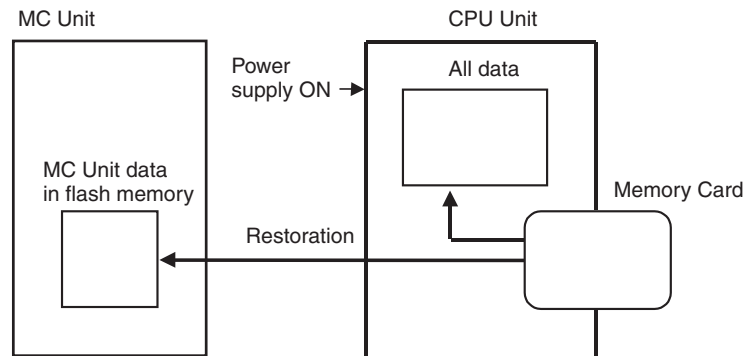 MC Unit
CPU Unit
Power
supply ON
All data
MC Unit data
in flash memory
Memory Card
Restoration